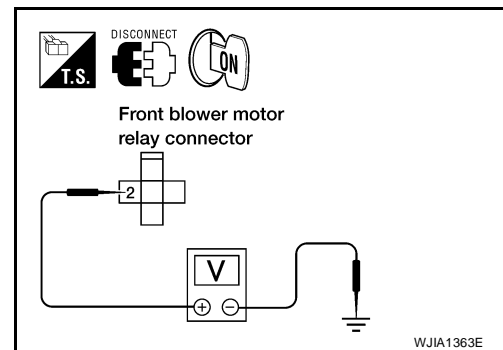 DISCONNECT
T.S.
ON
Front blower motor
relay connector
2
V
+ −
WJIA1363E